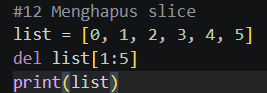 #12 Menghapus slice
list = [0, 1, 2, 3, 4, 5]
del list[1:5]
print(list)